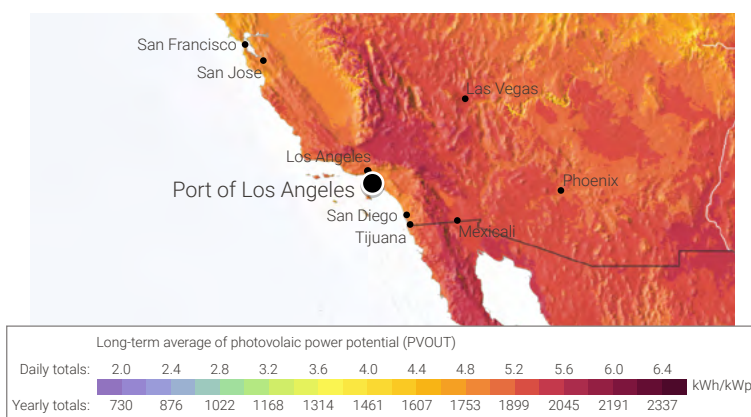 San Francisco
San Jose
Las Vegas
Los Angeles
Port of Los Angeles
Phoenix
San Diego
Tijuana
Mexicali
Long-term average of photovolaic power potential (PVOUT)
Daily totals: 2.0 2.4 2.8 3.2 3.6 4.0 4.4 4.8 5.2 5.6 6.0 6.4
kWh/kWp
Yearly totals: 730 876 1022 1168 1314 1461 1607 1753 1899 2045 2191 2337